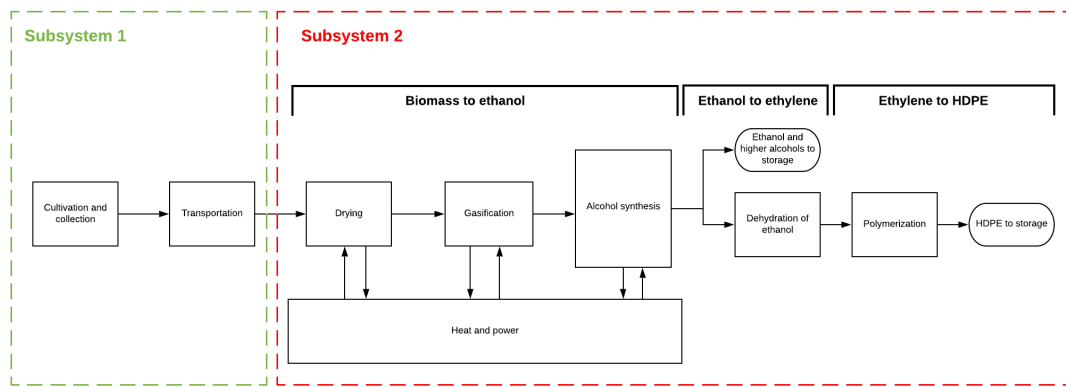 Subsystem 1
Subsystem 2
Biomass to ethanol
Ethanol to ethylene
Ethylene to HDPE
Ethanol and
higher alcohols to
storage
Cultivation and
collection
Transportation
Drying
Gasification
Alcohol synthesis
Dehydration of
ethanol
Polymerization
HDPE to storage
Heat and power